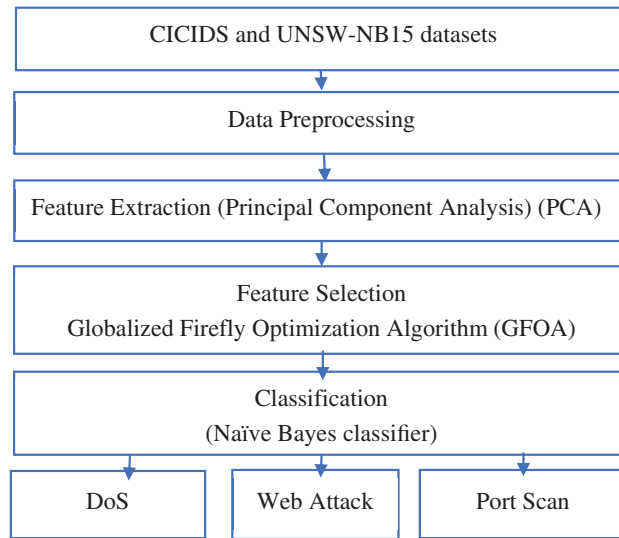 CICIDS and UNSW-NB15 datasets
Data Preprocessing
Feature Extraction (Principal Component Analysis) (PCA)
Feature Selection
Globalized Firefly Optimization Algorithm (GFOA)
Classification
(Naïve Bayes classifier)
DoS
Web Attack
Port Scan